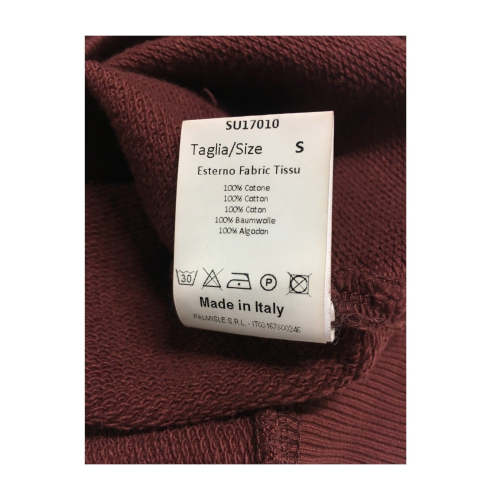 SU17010
Taglia/Size S
Esterno Fabric Tissu
100% Cotone
100% Cotton
100% Coton
100% Baumwolle
100% Algodon
30 P
Made in Italy
PALMISLE S.R.L. - IT03167800246